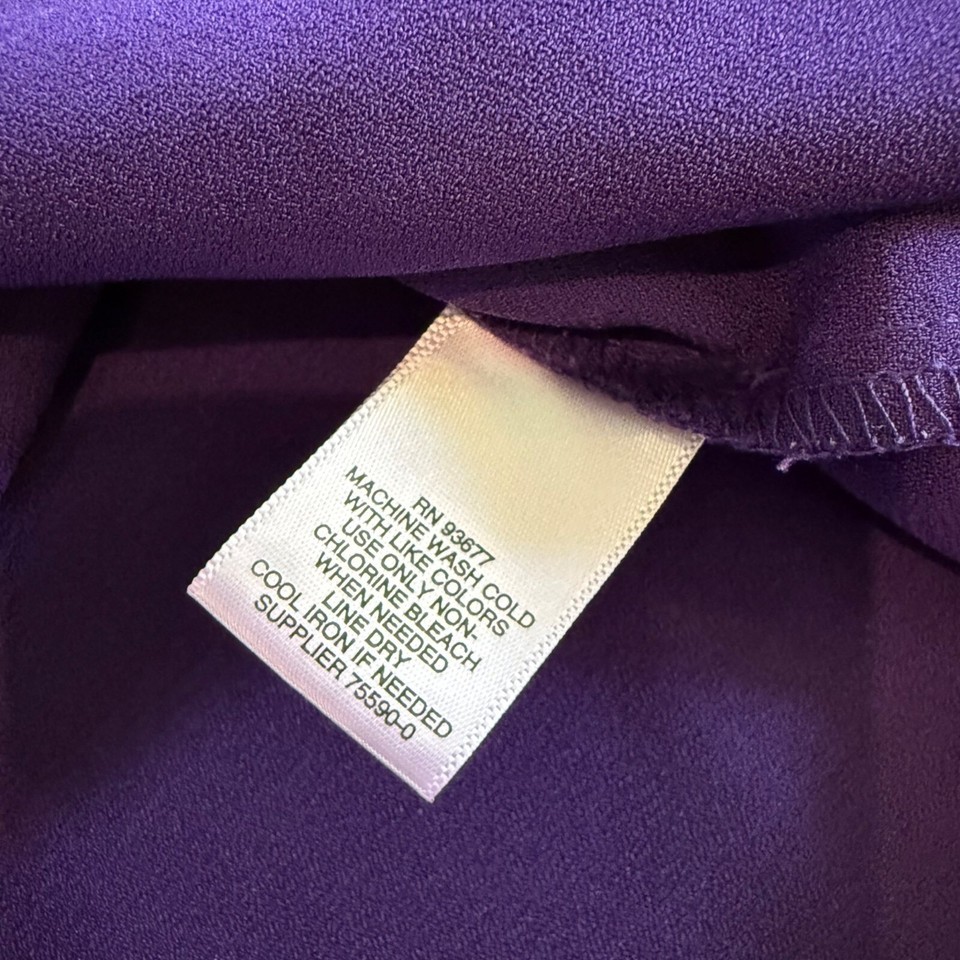 RN 93677
MACHINE WASH COLD
WITH LIKE COLORS
USE ONLY NON-
CHLORINE BLEACH
WHEN NEEDED
LINE DRY
COOL IRON IF NEEDED
SUPPLIER 75590-0